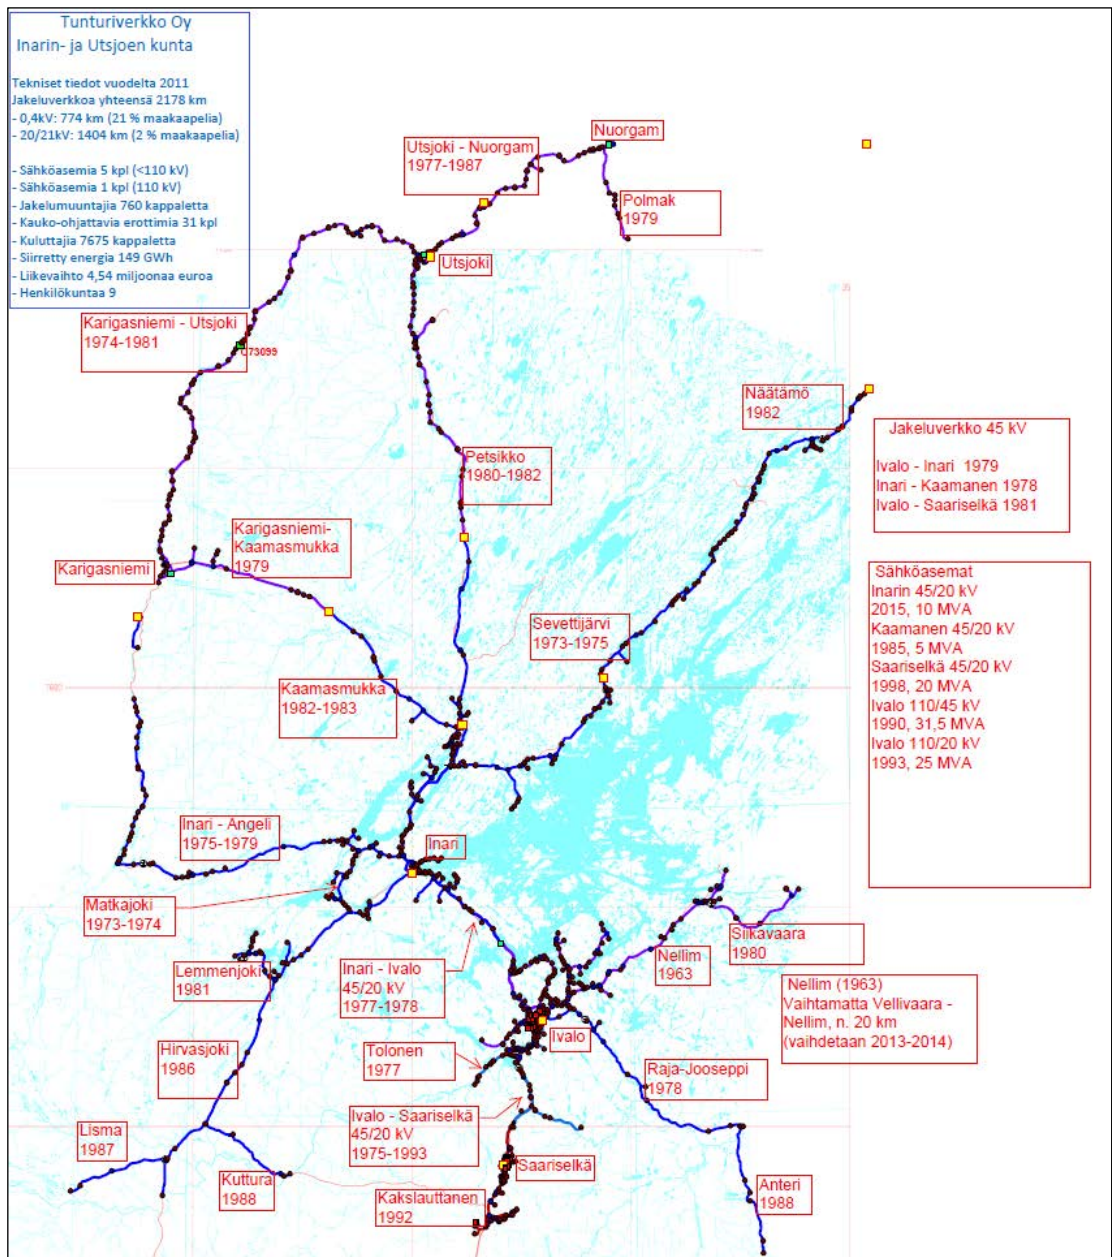 Tunturiverkko Oy
Inarin- ja Utsjoen kunta
Tekniset tiedot vuodelta 2011
Jakeluverkkoa yhteensä 2178 km
- 0,4kV: 774 km (21 % maakaapelia)
- 20/21kV: 1404 km (2 % maakaapelia)
- Sähköasemia 5 kpl (<110 kV)
- Sähköasemia 1 kpl (110 kV)
- Jakelumuuntajia 760 kappaletta
- Kauko-ohjattavia erottimia 31 kpl
- Kuluttajia 7675 kappaletta
- Siirretty energia 149 GWh
- Liikevaihto 4,54 miljoonaa euroa
- Henkilökuntaa 9
Nuorgam
Utsjoki - Nuorgam
1977-1987
Polmak
1979
Utsjoki
Karigasniemi - Utsjoki
1974-1981
C73099
Näätämö
1982
Jakeluverkko 45 kV
Ivalo - Inari 1979
Inari - Kaamanen 1978
Ivalo - Saariselkä 1981
Petsikko
1980-1982
Karigasniemi-
Kaamasmukka
1979
Karigasniemi
Sähköasemat
Inarin 45/20 kV
2015, 10 MVA
Kaamanen 45/20 kV
1985, 5 MVA
Saariselkä 45/20 kV
1998, 20 MVA
Ivalo 110/45 kV
1990, 31,5 MVA
Ivalo 110/20 kV
1993, 25 MVA
Sevettijärvi
1973-1975
Kaamasmukka
1982-1983
Inari - Angeli
1975-1979
Inari
Matkajoki
1973-1974
Siikavaara
1980
Nellim
1963
Lemmenjoki
1981
Inari - Ivalo
45/20 kV
1977-1978
Nellim (1963)
Vaihtamatta Vellivaara -
Nellim, n. 20 km
(vaihdetaan 2013-2014)
Ivalo
Hirvasjoki
1986
Tolonen
1977
Raja-Jooseppi
1978
Ivalo - Saariselkä
45/20 kV
1975-1993
Lisma
1987
Kuttura
1988
Saariselkä
Kakslauttanen
1992
Anteri
1988